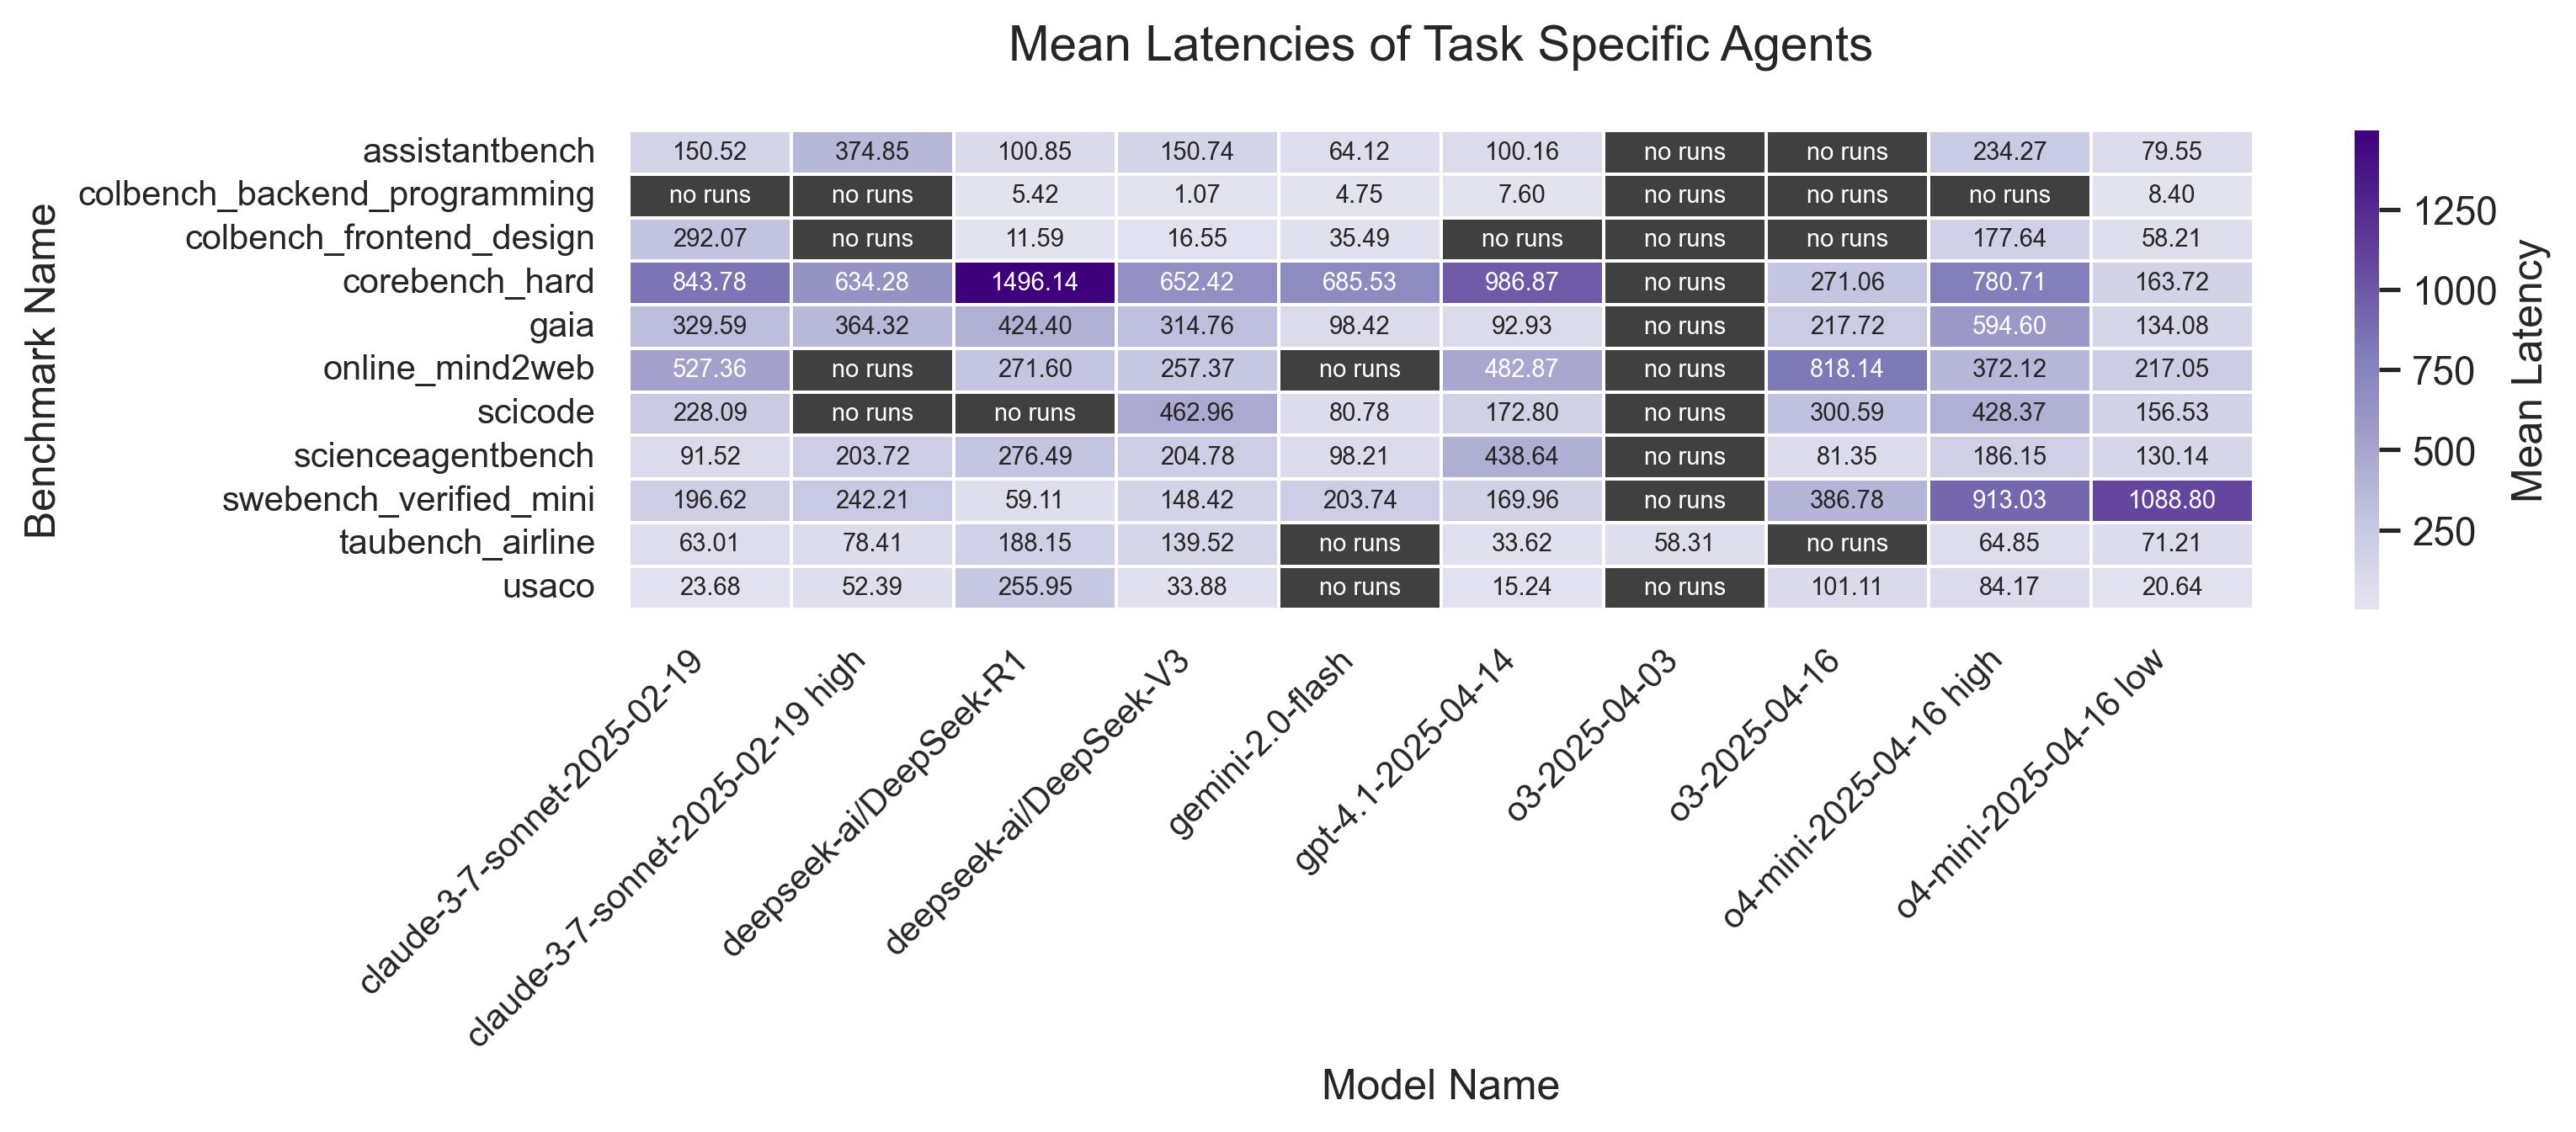 Mean Latencies of Task Specific Agents
Benchmark Name
assistantbench 150.52 374.85 100.85 150.74 64.12 100.16 no runs no runs 234.27 79.55
colbench_backend_programming no runs no runs 5.42 1.07 4.75 7.60 no runs no runs no runs 8.40
colbench_frontend_design 292.07 no runs 11.59 16.55 35.49 no runs no runs no runs 177.64 58.21
corebench_hard 843.78 634.28 1496.14 652.42 685.53 986.87 no runs 271.06 780.71 163.72
gaia 329.59 364.32 424.40 314.76 98.42 92.93 no runs 217.72 594.60 134.08
online_mind2web 527.36 no runs 271.60 257.37 no runs 482.87 no runs 818.14 372.12 217.05
scicode 228.09 no runs no runs 462.96 80.78 172.80 no runs 300.59 428.37 156.53
scienceagentbench 91.52 203.72 276.49 204.78 98.21 438.64 no runs 81.35 186.15 130.14
swebench_verified_mini 196.62 242.21 59.11 148.42 203.74 169.96 no runs 386.78 913.03 1088.80
taubench_airline 63.01 78.41 188.15 139.52 no runs 33.62 58.31 no runs 64.85 71.21
usaco 23.68 52.39 255.95 33.88 no runs 15.24 no runs 101.11 84.17 20.64
claude-3-7-sonnet-2025-02-19
claude-3-7-sonnet-2025-02-19 high
deepseek-ai/DeepSeek-R1
deepseek-ai/DeepSeek-V3
gemini-2.0-flash
gpt-4.1-2025-04-14
o3-2025-04-03
o3-2025-04-16
o4-mini-2025-04-16 high
o4-mini-2025-04-16 low
Model Name
1250
1000
750
500
250
Mean Latency